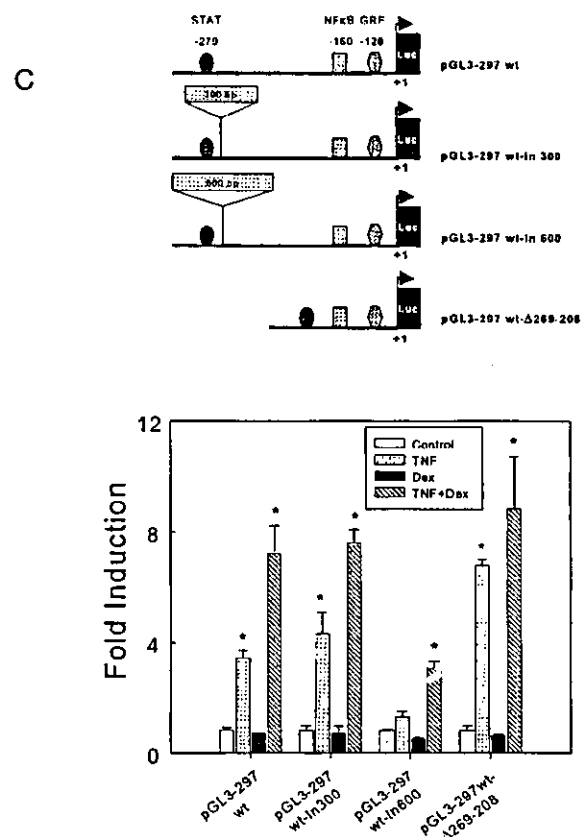 C
STAT NFκB GRE
-279 -160 -128
Luc
+1
pGL3-297 wt
300 bp
Luc
+1
pGL3-297 wt-In 300
600 bp
Luc
+1
pGL3-297 wt-In 600
Luc
+1
pGL3-297 wt-Δ269-208
Fold Induction
12
8
4
0
Control
TNF
Dex
TNF+Dex
* * * * * * *
pGL3-297
wt
pGL3-297
wt-In300
pGL3-297
wt-In600
pGL3-297wt-
Δ269-208